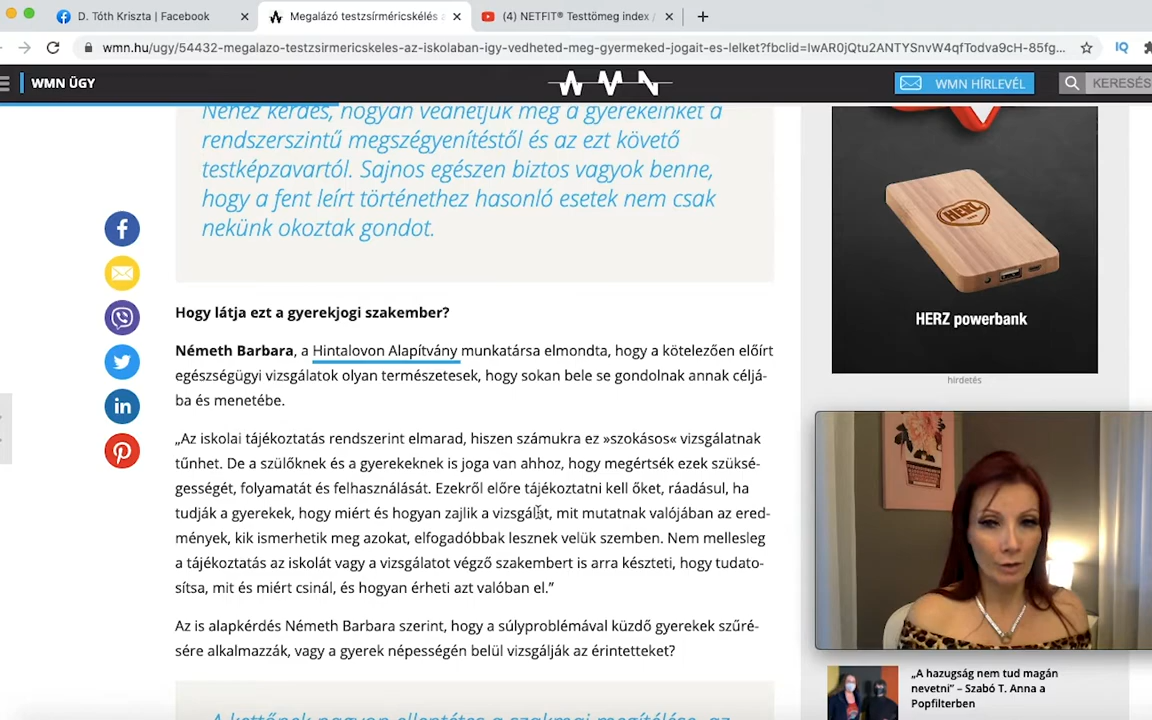 D. Tóth Kriszta | Facebook
Megalázó testzsírméricskélés
(4) NETFIT® Testtömeg index
wmn.hu/ugy/54432-megalazo-testzsirmericskeles-az-iskolaban-igy-vedheted-meg-gyermeked-jogait-es-lelket?fbclid=IwAR0jQtu2ANTYSnvW4qfTodva9cH-85fg...
IQ
WMN ÜGY
WMN
WMN HÍRLEVÉL
KERESÉS
Nehéz kérdés, hogyan védhetjük meg a gyerekeinket a
rendszerszintű megszégyenítéstől és az ezt követő
testképzavartól. Sajnos egészen biztos vagyok benne,
hogy a fent leírt történethez hasonló esetek nem csak
nekünk okoztak gondot.
HERZ
HERZ powerbank
hirdetés
Hogy látja ezt a gyerekjogi szakember?
Németh Barbara, a Hintalovon Alapítvány munkatársa elmondta, hogy a kötelezően előírt
egészségügyi vizsgálatok olyan természetesek, hogy sokan bele se gondolnak annak céljá-
ba és menetébe.
„Az iskolai tájékoztatás rendszerint elmarad, hiszen számukra ez »szokásos« vizsgálatnak
tűnhet. De a szülőknek és a gyerekeknek is joga van ahhoz, hogy megértsék ezek szüksé-
gességét, folyamatát és felhasználását. Ezekről előre tájékoztatni kell őket, ráadásul, ha
tudják a gyerekek, hogy miért és hogyan zajlik a vizsgálat, mit mutatnak valójában az ered-
mények, kik ismerhetik meg azokat, elfogadóbbak lesznek velük szemben. Nem mellesleg
a tájékoztatás az iskolát vagy a vizsgálatot végző szakembert is arra készteti, hogy tudato-
sítsa, mit és miért csinál, és hogyan érheti azt valóban el.”
Az is alapkérdés Németh Barbara szerint, hogy a súlyproblémával küzdő gyerekek szűré-
sére alkalmazzák, vagy a gyerek népességén belül vizsgálják az érintetteket?
A kettőnek nagyon ellentétes a szakmai megítélése, az
„A hazugság nem tud magán
nevetni” – Szabó T. Anna a
Popfilterben